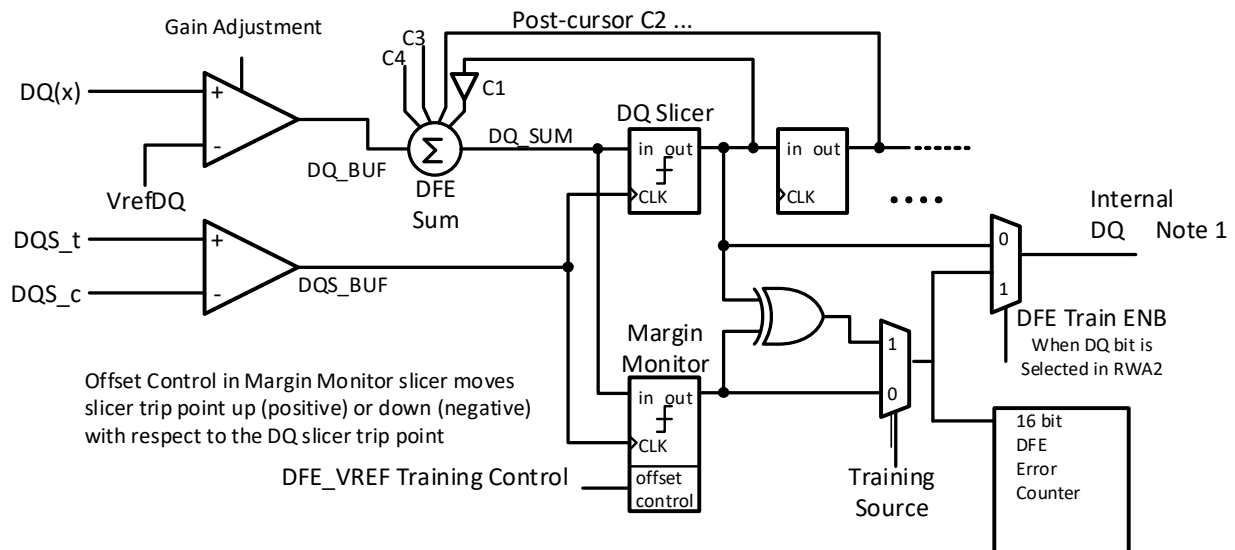 Post-cursor C2 ...
Gain Adjustment
C3
C4
C1
DQ(x)
+
-
VrefDQ
DQ_BUF
Σ
DFE
Sum
DQ_SUM
DQ Slicer
in out
CLK
in out
CLK
DQS_t
+
DQS_c
-
DQS_BUF
0
1
Internal
DQ Note 1
DFE Train ENB
When DQ bit is
Selected in RWA2
Margin
Monitor
in out
CLK
offset
control
1
0
Offset Control in Margin Monitor slicer moves
slicer trip point up (positive) or down (negative)
with respect to the DQ slicer trip point
DFE_VREF Training Control
Training
Source
16 bit
DFE
Error
Counter